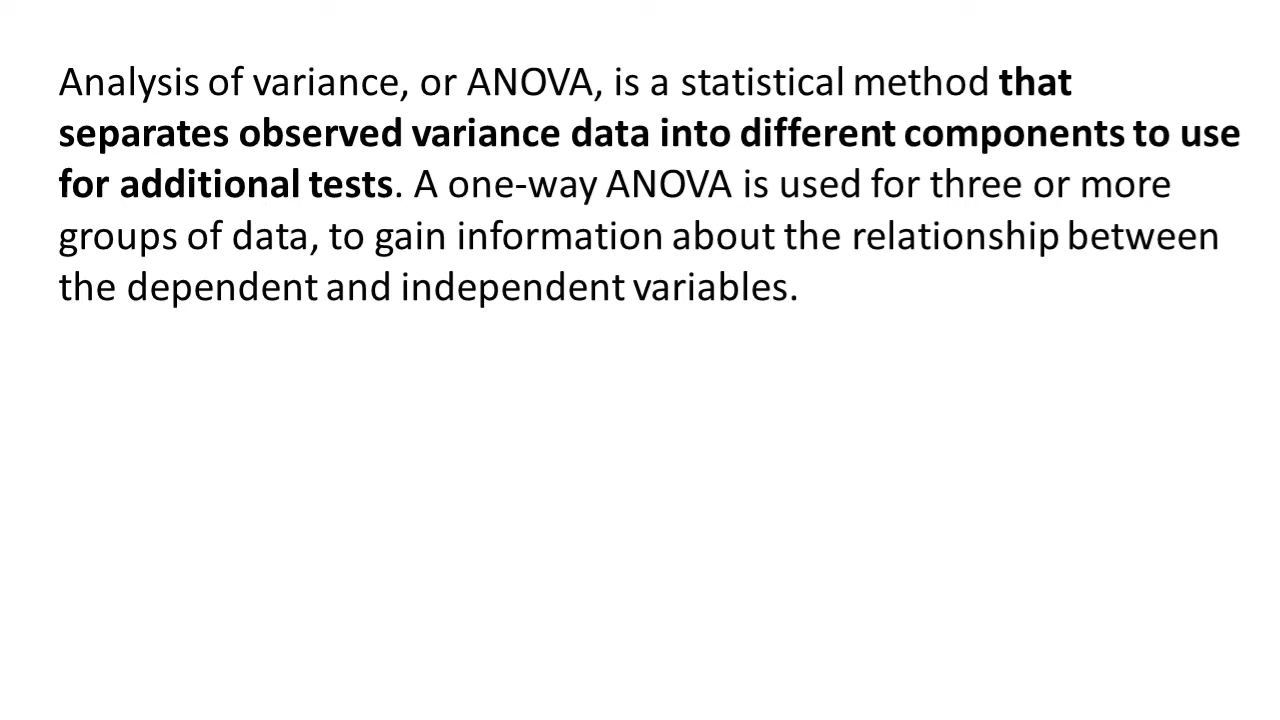 Analysis of variance, or ANOVA, is a statistical method that
separates observed variance data into different components to use
for additional tests. A one-way ANOVA is used for three or more
groups of data, to gain information about the relationship between
the dependent and independent variables.